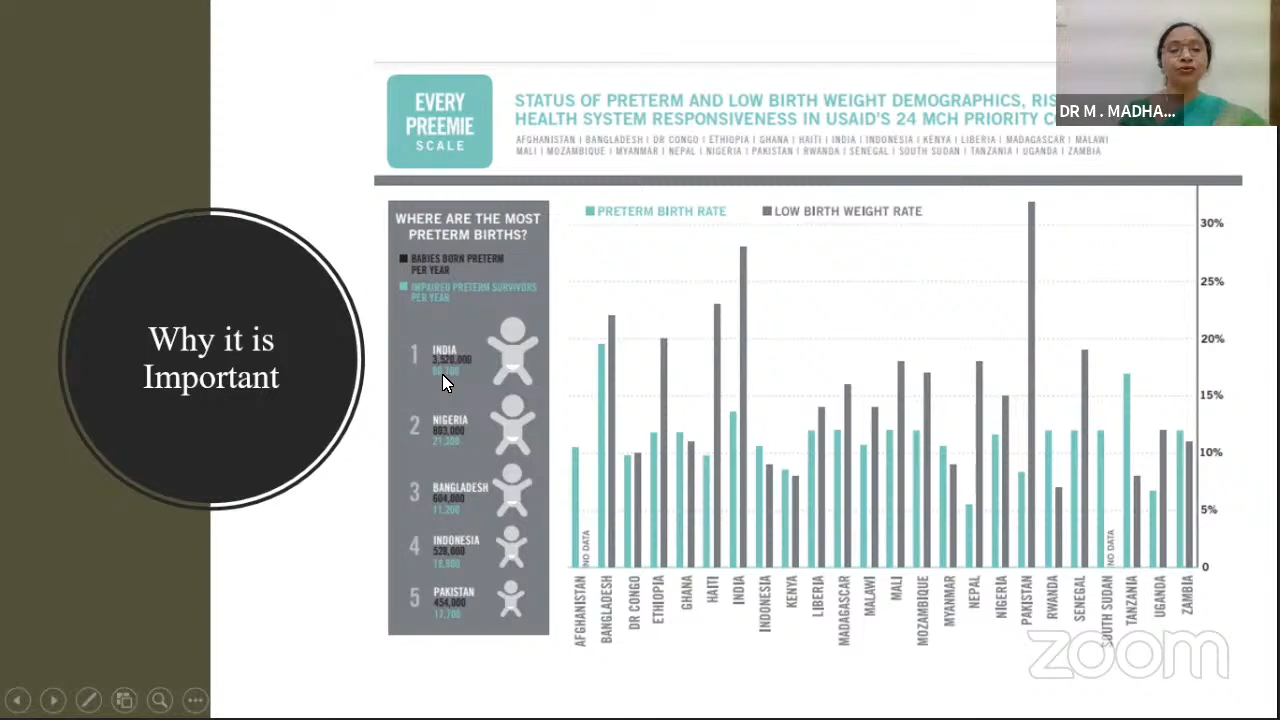 Why it is
Important
EVERY
PREEMIE
SCALE
STATUS OF PRETERM AND LOW BIRTH WEIGHT DEMOGRAPHICS, RIS
HEALTH SYSTEM RESPONSIVENESS IN USAID'S 24 MCH PRIORITY CO
AFGHANISTAN | BANGLADESH | DR CONGO | ETHIOPIA | GHANA | HAITI | INDIA | INDONESIA | KENYA | LIBERIA | MADAGASCAR | MALAWI
MALI | MOZAMBIQUE | MYANMAR | NEPAL | NIGERIA | PAKISTAN | RWANDA | SENEGAL | SOUTH SUDAN | TANZANIA | UGANDA | ZAMBIA
DR M . MADHA...
WHERE ARE THE MOST
PRETERM BIRTHS?
BABIES BORN PRETERM
PER YEAR
IMPAIRED PRETERM SURVIVORS
PER YEAR
1 INDIA
3,520,000
2 NIGERIA
21,300
3 BANGLADESH
604,000
11,200
4 INDONESIA
528,000
5 PAKISTAN
454,000
17,700
PRETERM BIRTH RATE
LOW BIRTH WEIGHT RATE
30%
25%
20%
15%
10%
5%
0
NO DATA
NO DATA
AFGHANISTAN
BANGLADESH
DR CONGO
ETHIOPIA
GHANA
HAITI
INDIA
INDONESIA
KENYA
LIBERIA
MADAGASCAR
MALAWI
MALI
MOZAMBIQUE
MYANMAR
NEPAL
NIGERIA
PAKISTAN
RWANDA
SENEGAL
SOUTH SUDAN
TANZANIA
UGANDA
ZAMBIA
zoom